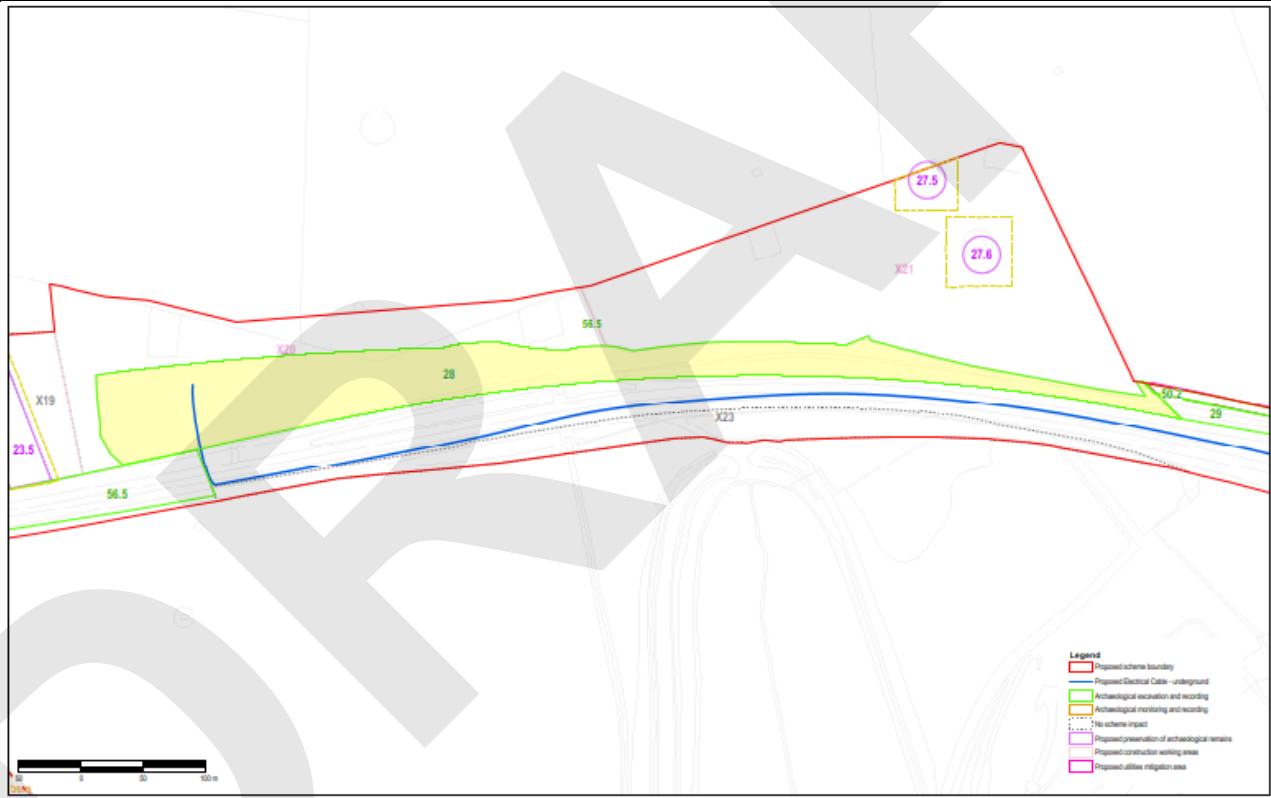 27.5
27.6
X21
56.5
X20
28
X19
50.2
29
X23
23.5
56.5
Legend
Proposed scheme boundary
Proposed Electrical Cable - underground
Archaeological excavation and recording
Archaeological monitoring and recording
No scheme impact
Proposed preservation of archaeological remains
Proposed construction working areas
Proposed utilities mitigation area
50 0 50 100 m